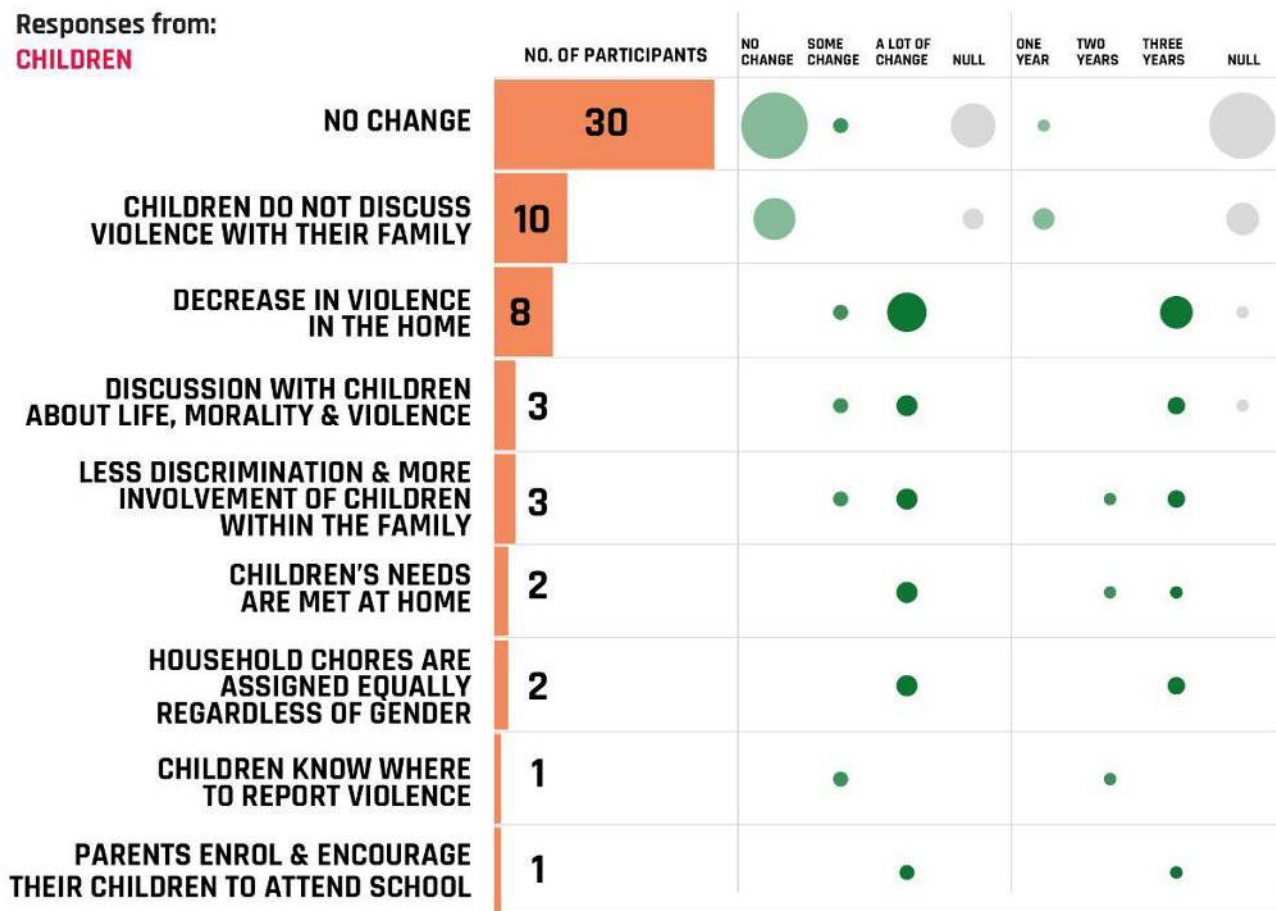 Responses from:
CHILDREN
NO. OF PARTICIPANTS
NO CHANGE
SOME CHANGE
A LOT OF CHANGE
NULL
ONE YEAR
TWO YEARS
THREE YEARS
NULL
NO CHANGE
30
CHILDREN DO NOT DISCUSS
VIOLENCE WITH THEIR FAMILY
10
DECREASE IN VIOLENCE
IN THE HOME
8
DISCUSSION WITH CHILDREN
ABOUT LIFE, MORALITY & VIOLENCE
3
LESS DISCRIMINATION & MORE
INVOLVEMENT OF CHILDREN
WITHIN THE FAMILY
3
CHILDREN'S NEEDS
ARE MET AT HOME
2
HOUSEHOLD CHORES ARE
ASSIGNED EQUALLY
REGARDLESS OF GENDER
2
CHILDREN KNOW WHERE
TO REPORT VIOLENCE
1
PARENTS ENROL & ENCOURAGE
THEIR CHILDREN TO ATTEND SCHOOL
1